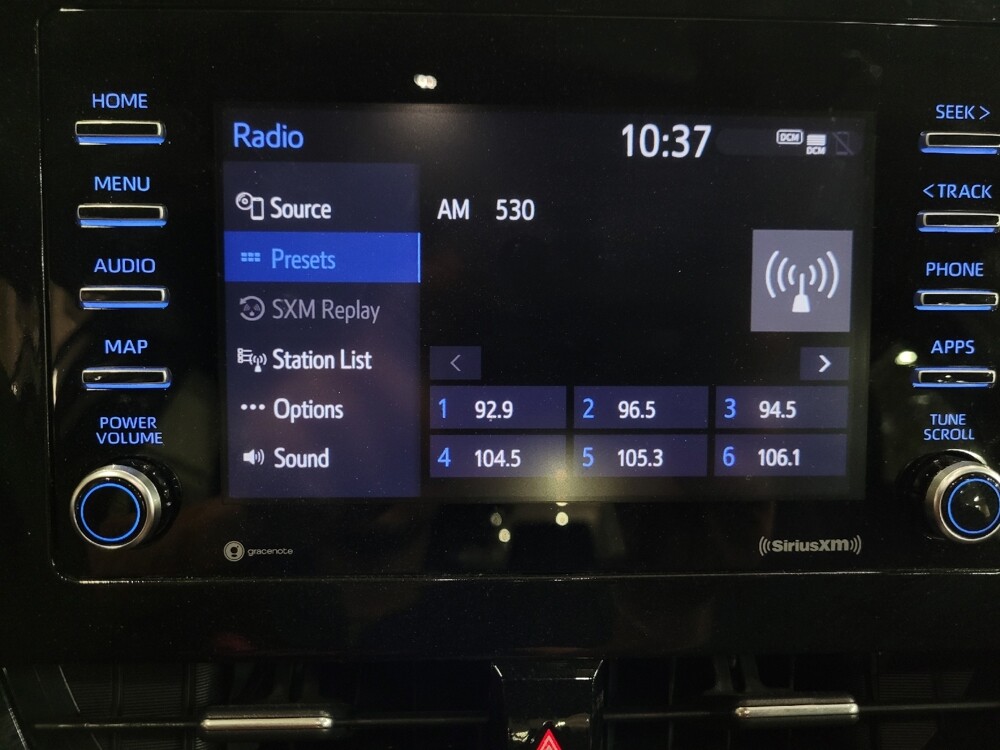 HOME
MENU
AUDIO
MAP
POWER
VOLUME
Radio
10:37
DCM
DCM
Source
Presets
SXM Replay
Station List
Options
Sound
AM 530
<
>
1 92.9
2 96.5
3 94.5
4 104.5
5 105.3
6 106.1
gracenote
((SiriusXM))
SEEK >
< TRACK
PHONE
APPS
TUNE
SCROLL